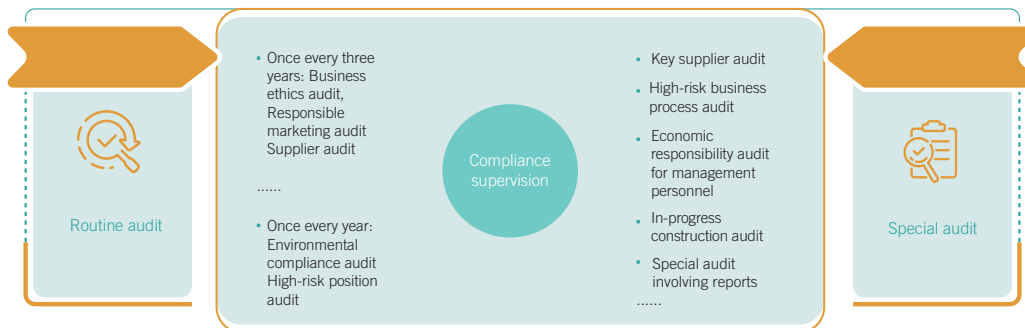 Routine audit
• Once every three
years: Business
ethics audit,
Responsible
marketing audit
Supplier audit
......
• Once every year:
Environmental
compliance audit
High-risk position
audit
Compliance
supervision
• Key supplier audit
• High-risk business
process audit
• Economic
responsibility audit
for management
personnel
• In-progress
construction audit
• Special audit
involving reports
......
Special audit